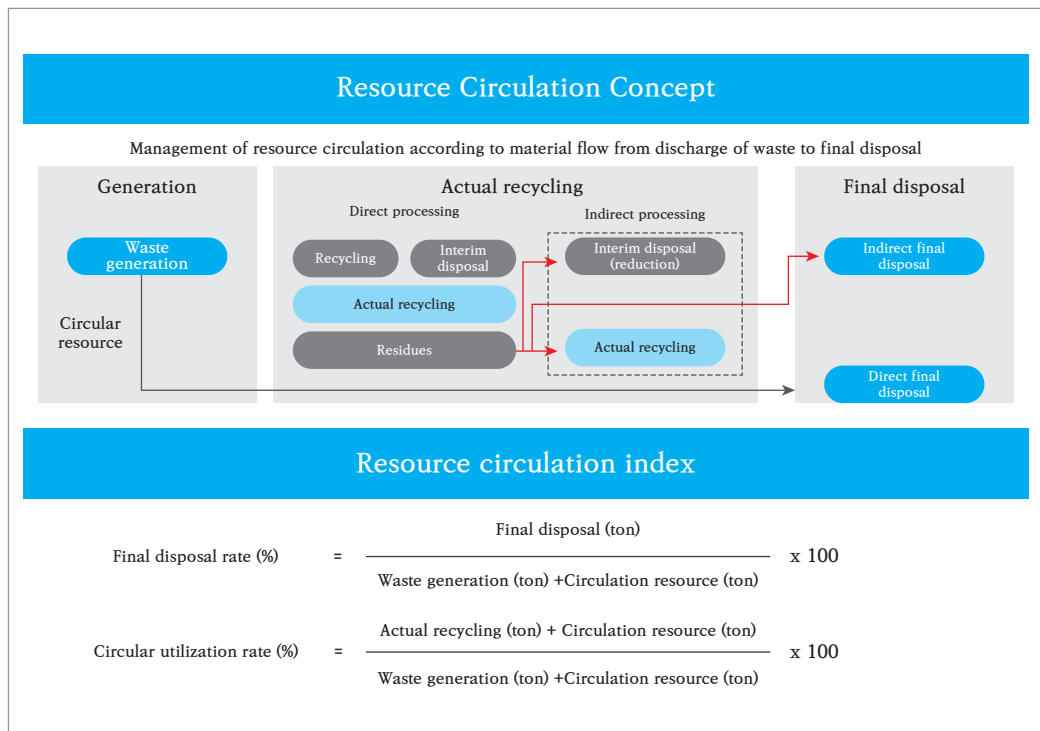 Resource Circulation Concept
Management of resource circulation according to material flow from discharge of waste to final disposal
Generation
Waste
generation
Circular
resource
Actual recycling
Direct processing
Recycling
Interim
disposal
Actual recycling
Residues
Indirect processing
Interim disposal
(reduction)
Actual recycling
Final disposal
Indirect final
disposal
Direct final
disposal
Resource circulation index
Final disposal rate (%) = Final disposal (ton)
Waste generation (ton) +Circulation resource (ton)
x 100
Circular utilization rate (%) = Actual recycling (ton) + Circulation resource (ton)
Waste generation (ton) +Circulation resource (ton)
x 100